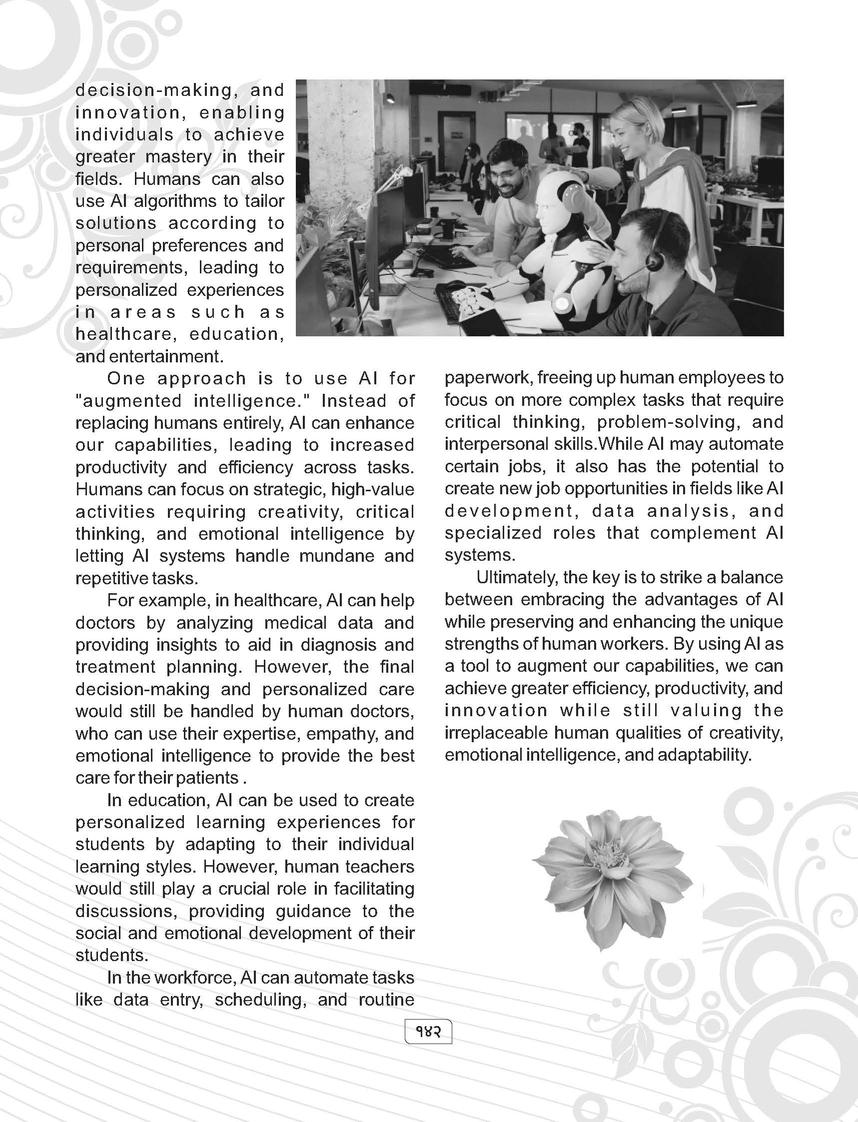 decision-making, and
innovation, enabling
individuals to achieve
greater mastery in their
fields. Humans can also
use AI algorithms to tailor
solutions according to
personal preferences and
requirements, leading to
personalized experiences
in areas such as
healthcare, education,
and entertainment.
One approach is to use AI for
"augmented intelligence." Instead of
replacing humans entirely, AI can enhance
our capabilities, leading to increased
productivity and efficiency across tasks.
Humans can focus on strategic, high-value
activities requiring creativity, critical
thinking, and emotional intelligence by
letting AI systems handle mundane and
repetitive tasks.
For example, in healthcare, AI can help
doctors by analyzing medical data and
providing insights to aid in diagnosis and
treatment planning. However, the final
decision-making and personalized care
would still be handled by human doctors,
who can use their expertise, empathy, and
emotional intelligence to provide the best
care for their patients .
In education, AI can be used to create
personalized learning experiences for
students by adapting to their individual
learning styles. However, human teachers
would still play a crucial role in facilitating
discussions, providing guidance to the
social and emotional development of their
students.
In the workforce, AI can automate tasks
like data entry, scheduling, and routine
paperwork, freeing up human employees to
focus on more complex tasks that require
critical thinking, problem-solving, and
interpersonal skills.While AI may automate
certain jobs, it also has the potential to
create new job opportunities in fields like AI
development, data analysis, and
specialized roles that complement AI
systems.
Ultimately, the key is to strike a balance
between embracing the advantages of AI
while preserving and enhancing the unique
strengths of human workers. By using AI as
a tool to augment our capabilities, we can
achieve greater efficiency, productivity, and
innovation while still valuing the
irreplaceable human qualities of creativity,
emotional intelligence, and adaptability.
१४२